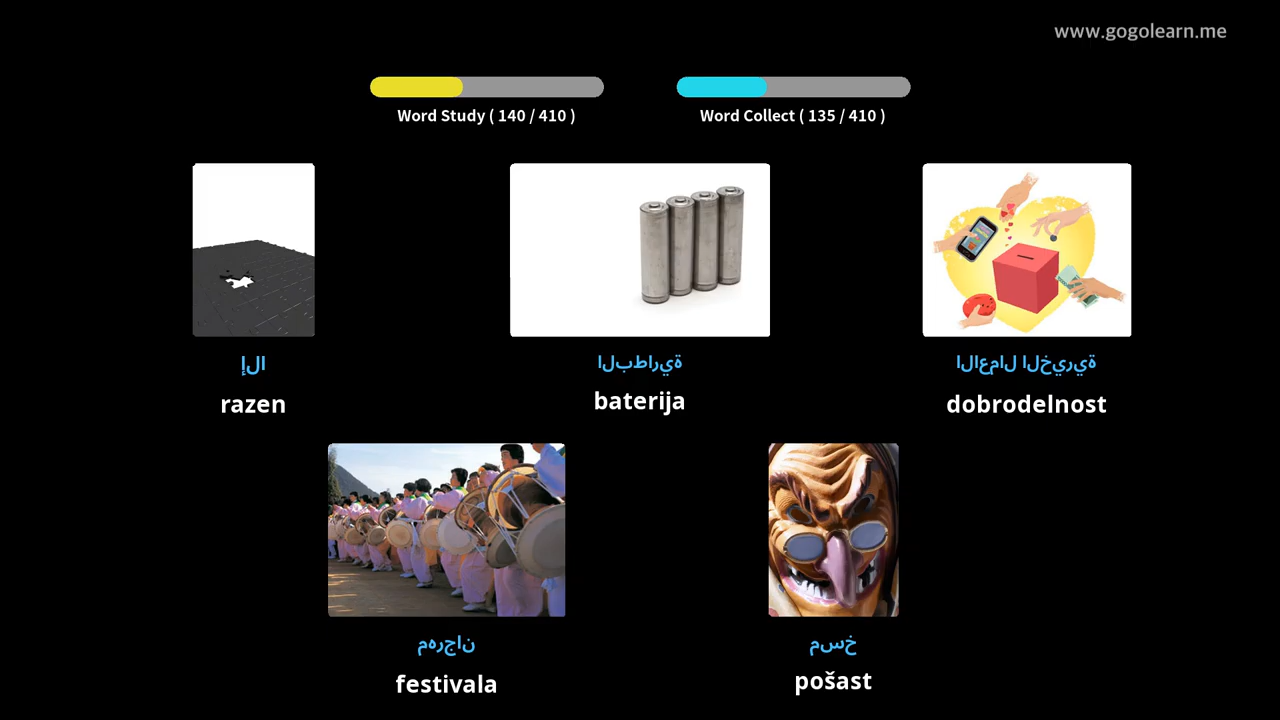 www.gogolearn.me
Word Study ( 140 / 410 )
Word Collect ( 135 / 410 )
إلا
البطارية
الاعمال الخيرية
razen
baterija
dobrodelnost
مهرجان
مسخ
festivala
pošast